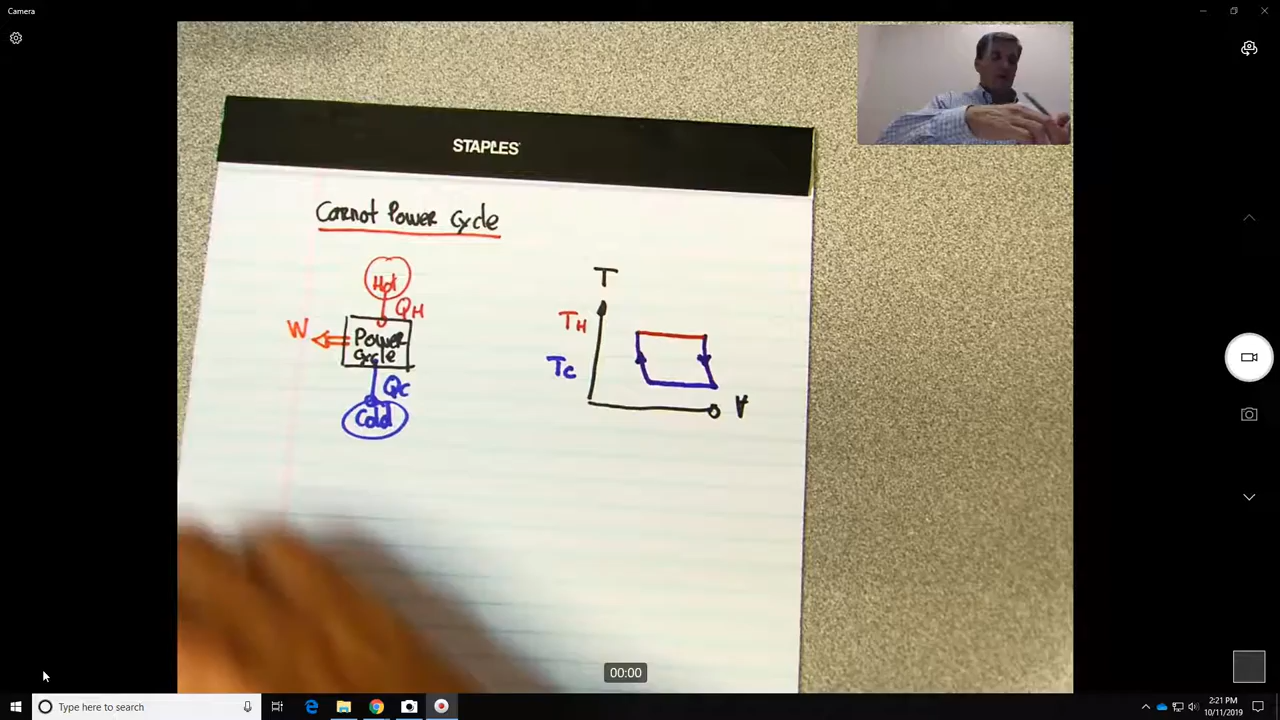 Camera
STAPLES
Carnot Power Cycle
Hot
QH
W
Power
Cycle
QC
Cold
T
TH
TC
V
00:00
Type here to search
2:21 PM
10/11/2019